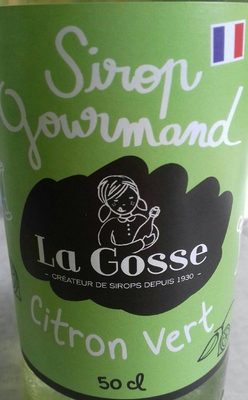 Sirop
Gourmand
La Gosse
- CRÉATEUR DE SIROPS DEPUIS 1930 -
Citron Vert
50 cl